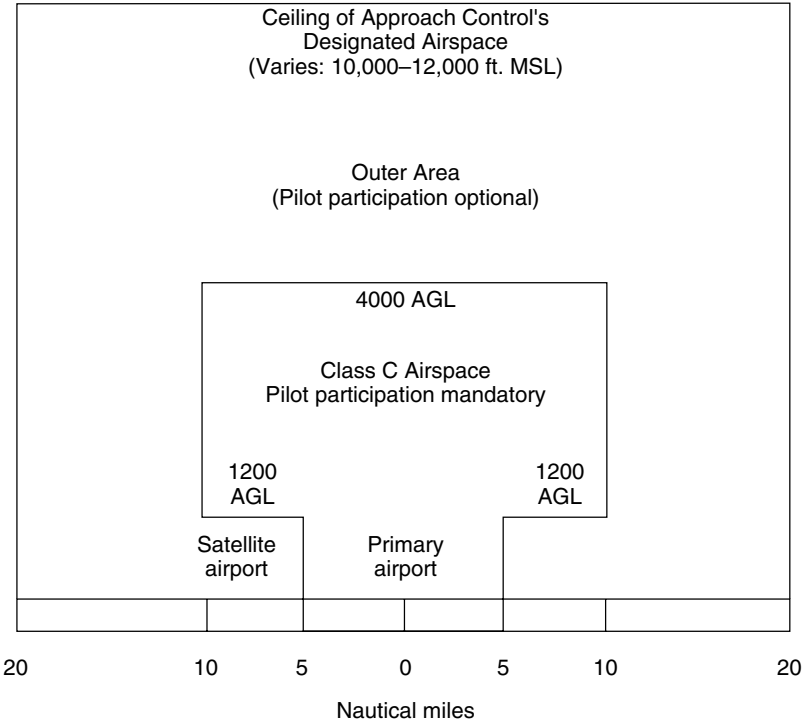 Ceiling of Approach Control's
Designated Airspace
(Varies: 10,000–12,000 ft. MSL)
Outer Area
(Pilot participation optional)
4000 AGL
Class C Airspace
Pilot participation mandatory
1200
AGL
1200
AGL
Satellite
airport
Primary
airport
20 10 5 0 5 10 20
Nautical miles